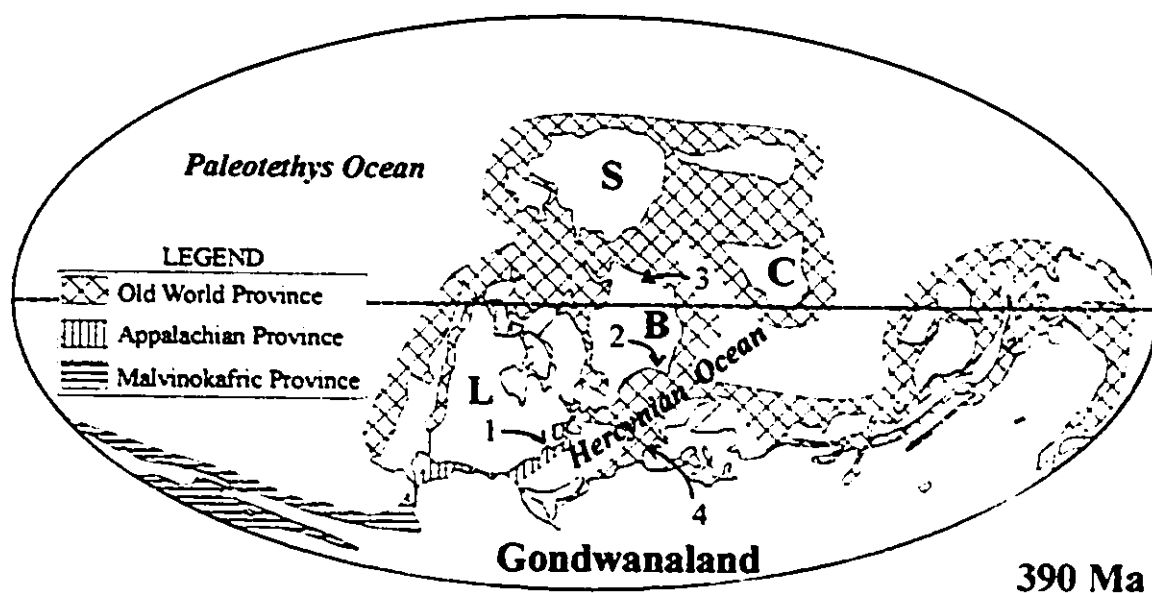 Paleotethys Ocean
S
LEGEND
Old World Province
Appalachian Province
Malvinokafric Province
3
C
B
2
L
1
Hercynian Ocean
4
Gondwanaland
390 Ma